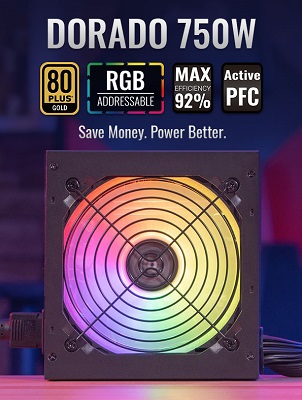 DORADO 750W
80
PLUS
GOLD
RGB
ADDRESSABLE
MAX
EFFICIENCY
92%
Active
PFC
Save Money. Power Better.